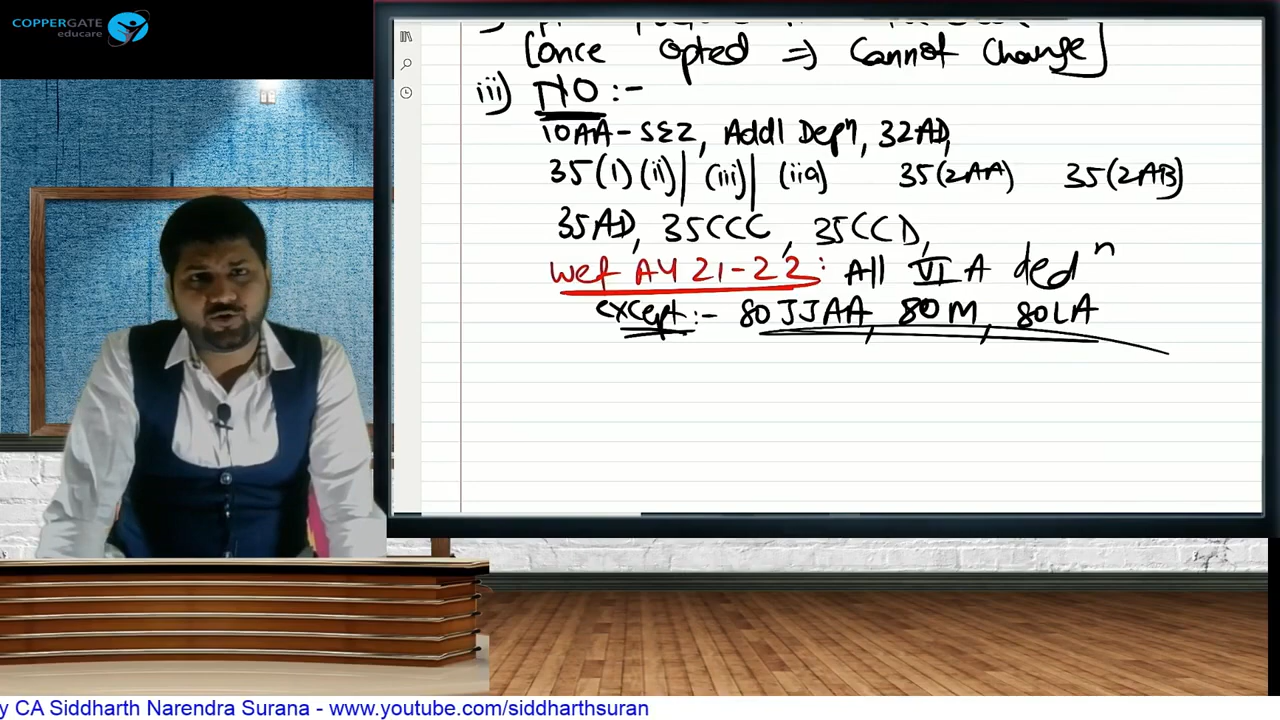 COPPERGATE
educare
[once opted => Cannot Change]
iii) NO :-
10AA - SEZ, Addl Depn, 32AD,
35(1)(ii)| (iii)| (iia) 35(2AA) 35(2AB)
35AD, 35CCC, 35CCD,
wef AY 21-22: All VI A dedn
except:- 80JJAA, 80M, 80LA
y CA Siddharth Narendra Surana - www.youtube.com/siddharthsuran